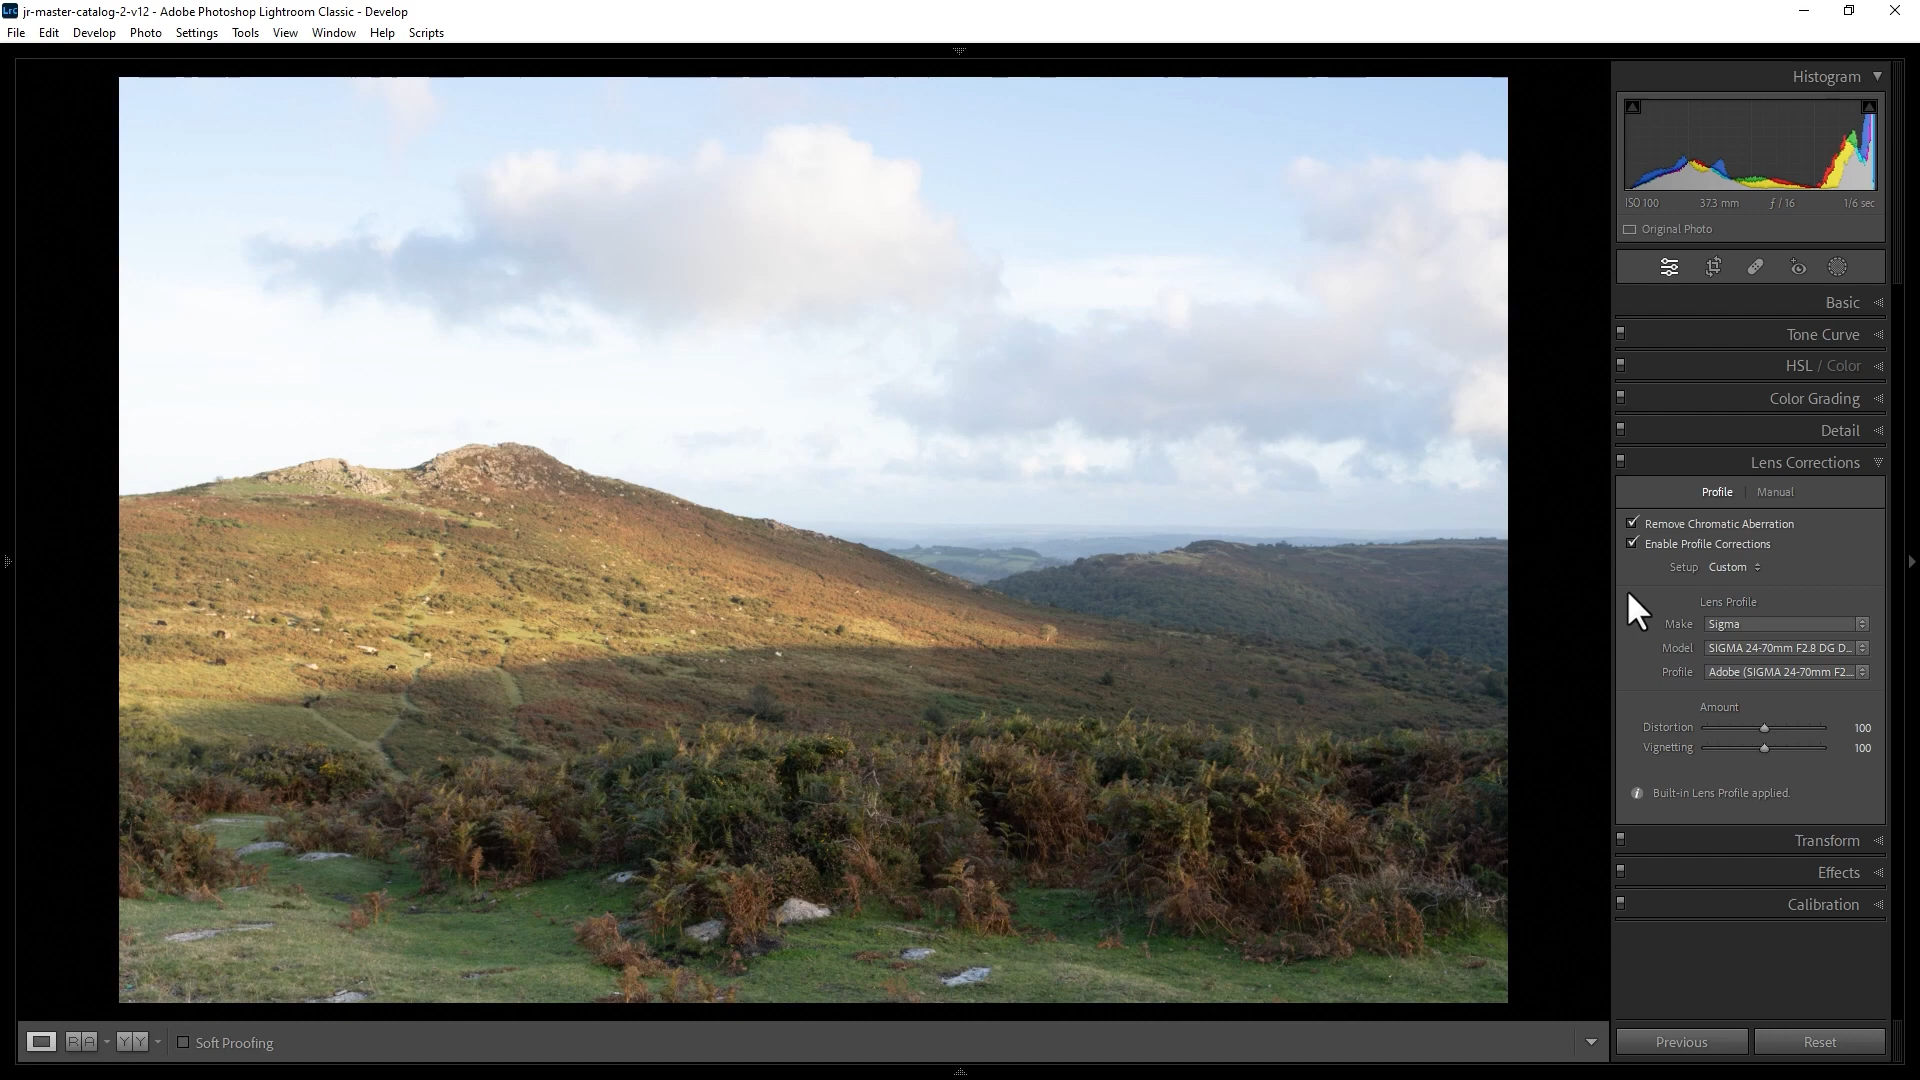 Lrc jr-master-catalog-2-v12 - Adobe Photoshop Lightroom Classic - Develop
File Edit Develop Photo Settings Tools View Window Help Scripts
Histogram
ISO 100 37.3 mm ƒ / 16 1/6 sec
Original Photo
Basic
Tone Curve
HSL / Color
Color Grading
Detail
Lens Corrections
Profile Manual
Remove Chromatic Aberration
Enable Profile Corrections
Setup Custom
Lens Profile
Make Sigma
Model SIGMA 24-70mm F2.8 DG D...
Profile Adobe (SIGMA 24-70mm F2...
Amount
Distortion 100
Vignetting 100
Built-in Lens Profile applied.
Transform
Effects
Calibration
R A Y Y Soft Proofing
Previous Reset